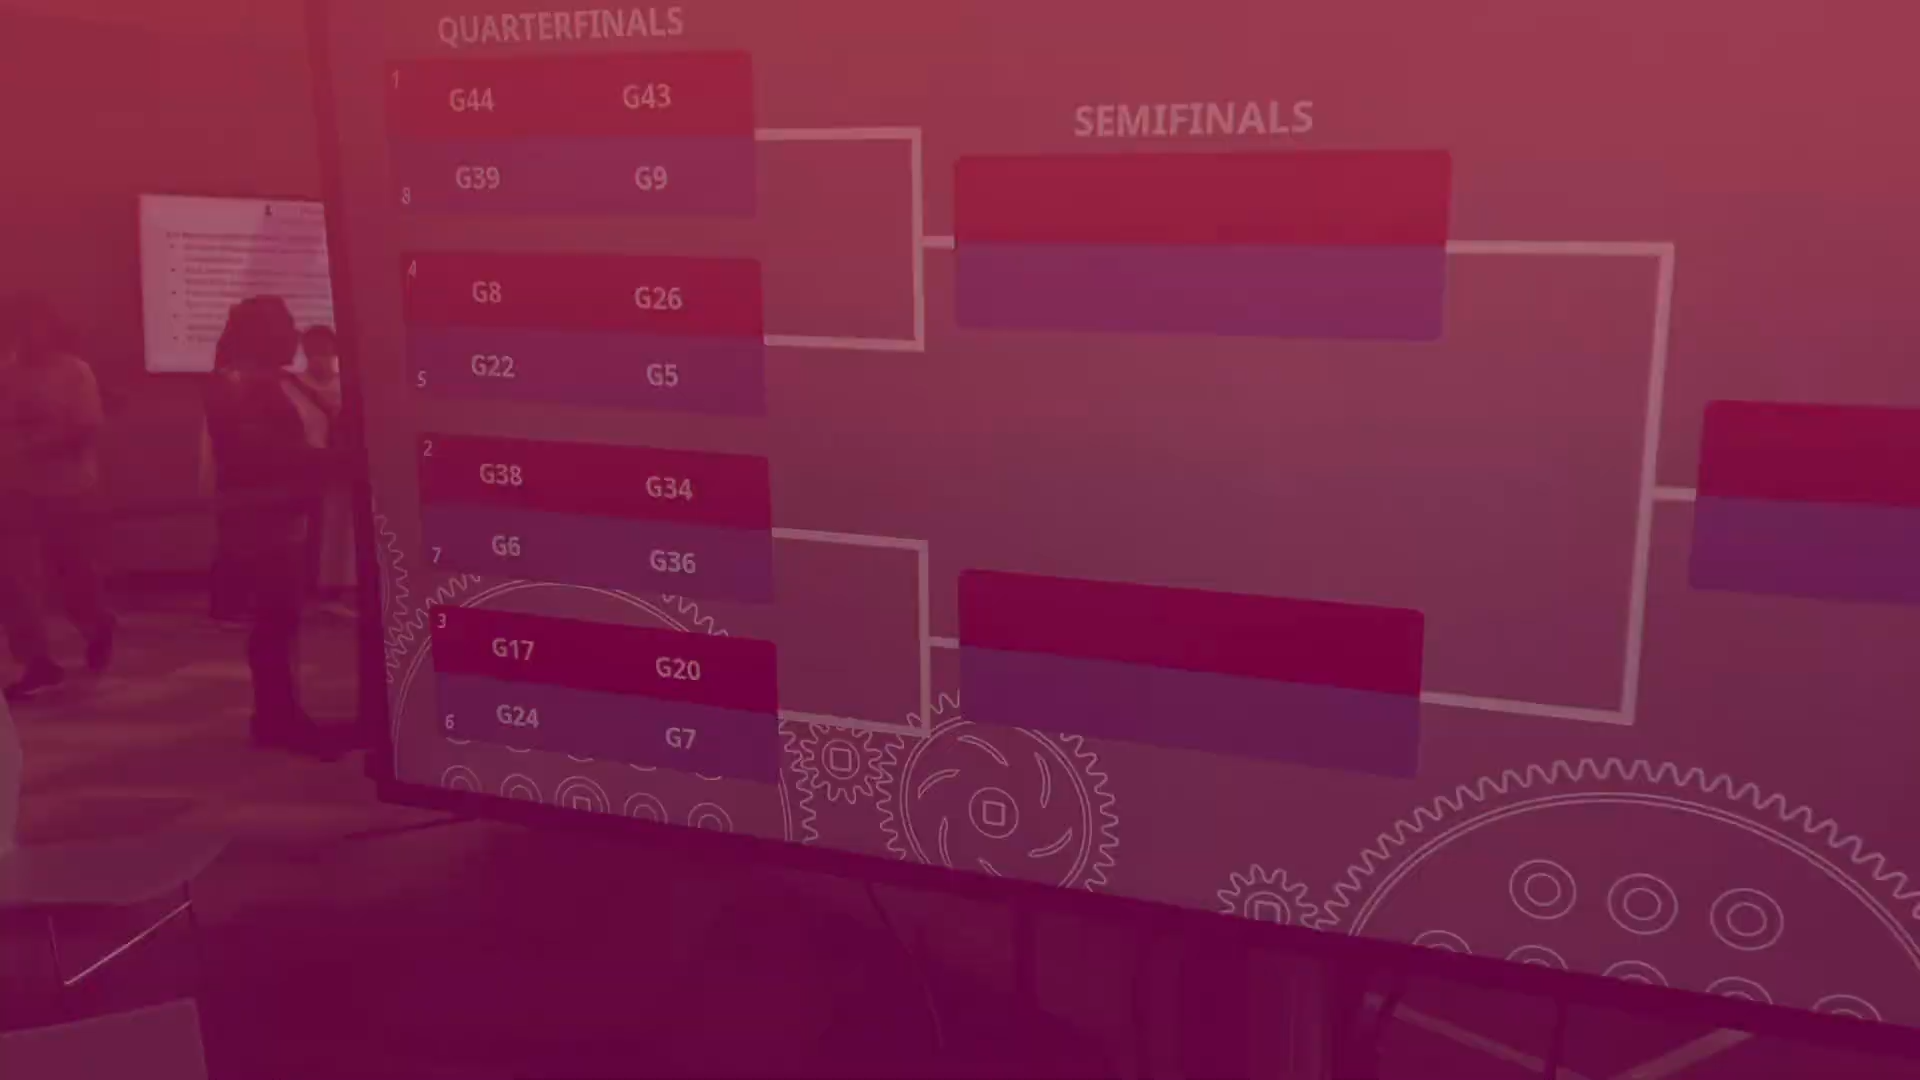 QUARTERFINALS
1 G44 G43
8 G39 G9
4 G8 G26
5 G22 G5
2 G38 G34
7 G6 G36
3 G17 G20
6 G24 G7
SEMIFINALS